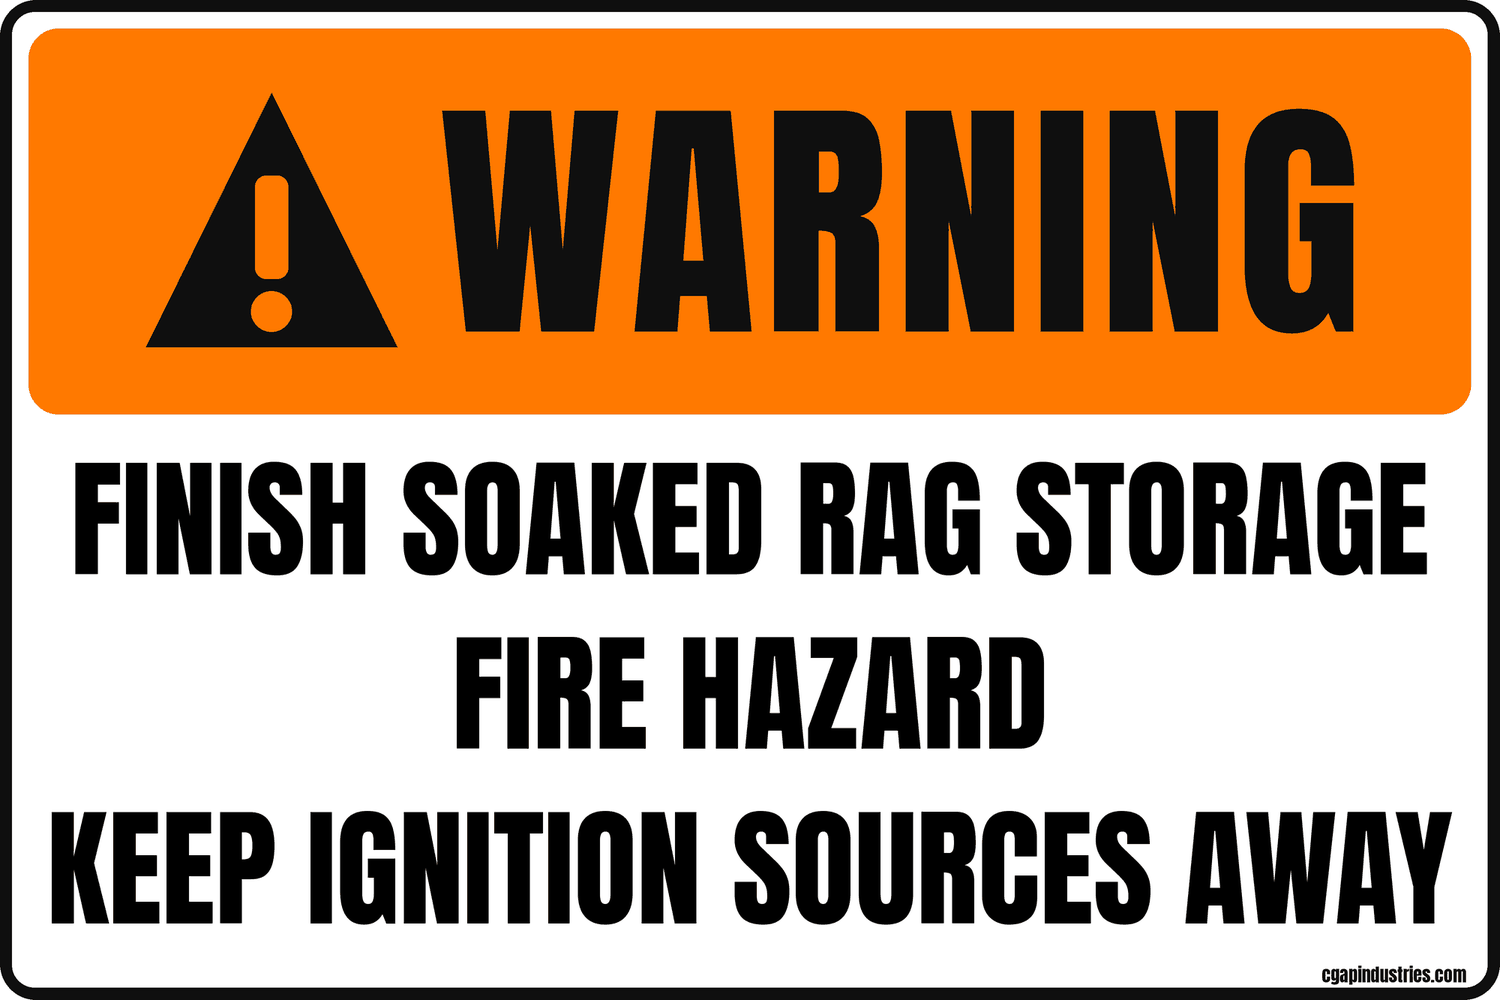 WARNING
FINISH SOAKED RAG STORAGE
FIRE HAZARD
KEEP IGNITION SOURCES AWAY
cgapindustries.com